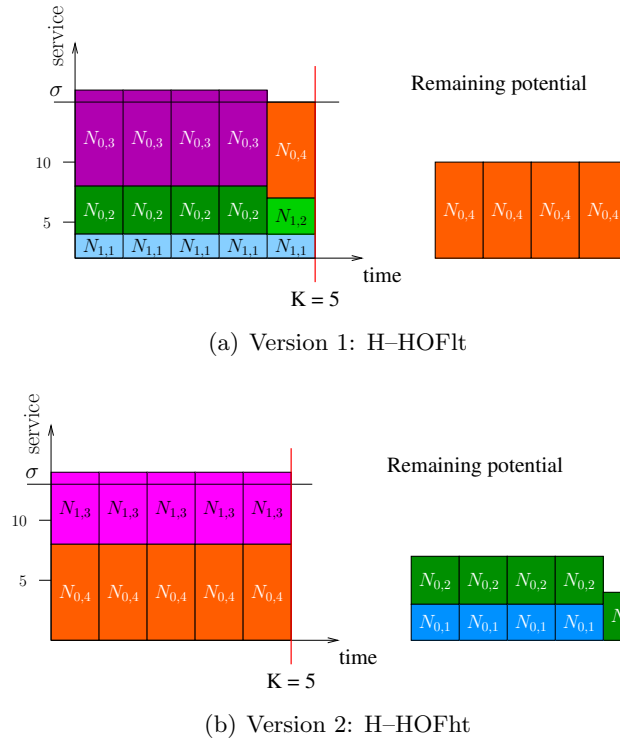 service
σ
Remaining potential
N0,3 N0,3 N0,3 N0,3
N0,4
10
N0,4 N0,4 N0,4 N0,4
N0,2 N0,2 N0,2 N0,2
N1,2
5
N1,1 N1,1 N1,1 N1,1 N1,1
time
K = 5
(a) Version 1: H–HOFlt
service
σ
Remaining potential
N1,3 N1,3 N1,3 N1,3 N1,3
10
N0,2 N0,2 N0,2 N0,2
N0,4 N0,4 N0,4 N0,4 N0,4
5
N0,1 N0,1 N0,1 N0,1
time
K = 5
(b) Version 2: H–HOFht